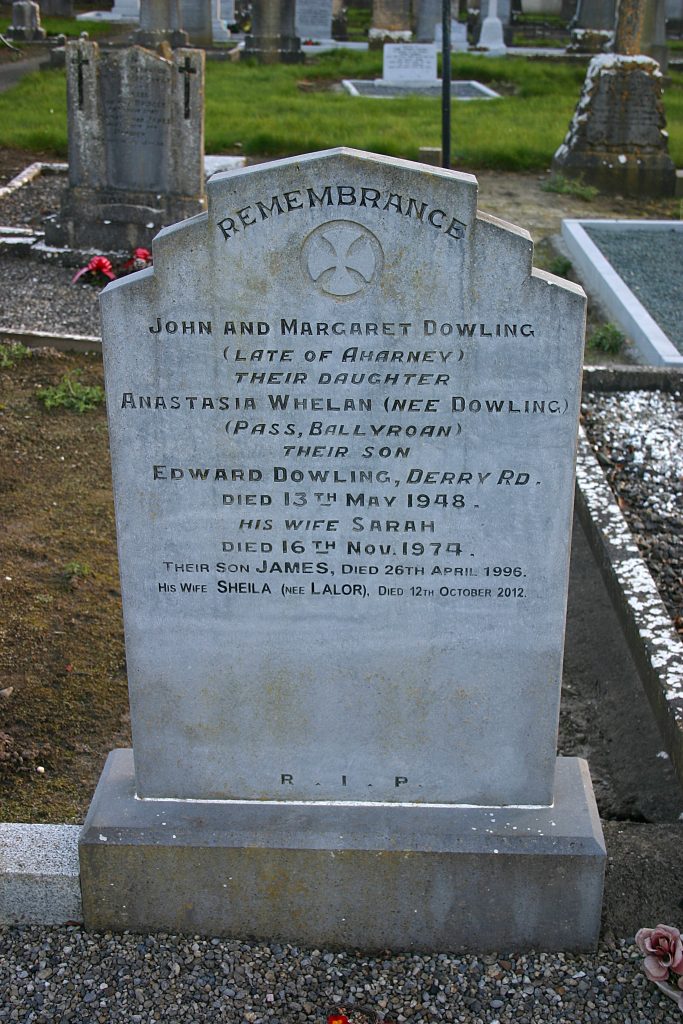 REMEMBRANCE
JOHN AND MARGARET DOWLING
(LATE OF AHARNEY)
THEIR DAUGHTER
ANASTASIA WHELAN (NEE DOWLING)
(PASS, BALLYROAN)
THEIR SON
EDWARD DOWLING, DERRY RD.
DIED 13TH MAY 1948.
HIS WIFE SARAH
DIED 16TH NOV. 1974.
THEIR SON JAMES, DIED 26TH APRIL 1996.
HIS WIFE SHEILA (NEE LALOR), DIED 12TH OCTOBER 2012.
R . I . P.